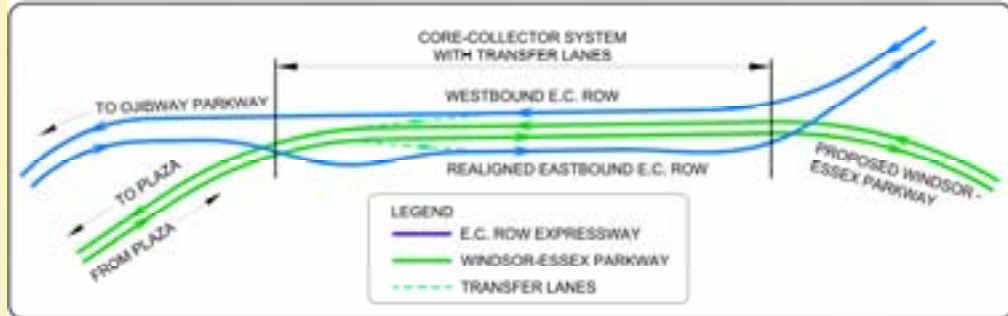 CORE-COLLECTOR SYSTEM
WITH TRANSFER LANES
TO OJIBWAY PARKWAY
WESTBOUND E.C. ROW
REALIGNED EASTBOUND E.C. ROW
PROPOSED WINDSOR -
ESSEX PARKWAY
TO PLAZA
FROM PLAZA
LEGEND
E.C. ROW EXPRESSWAY
WINDSOR-ESSEX PARKWAY
TRANSFER LANES